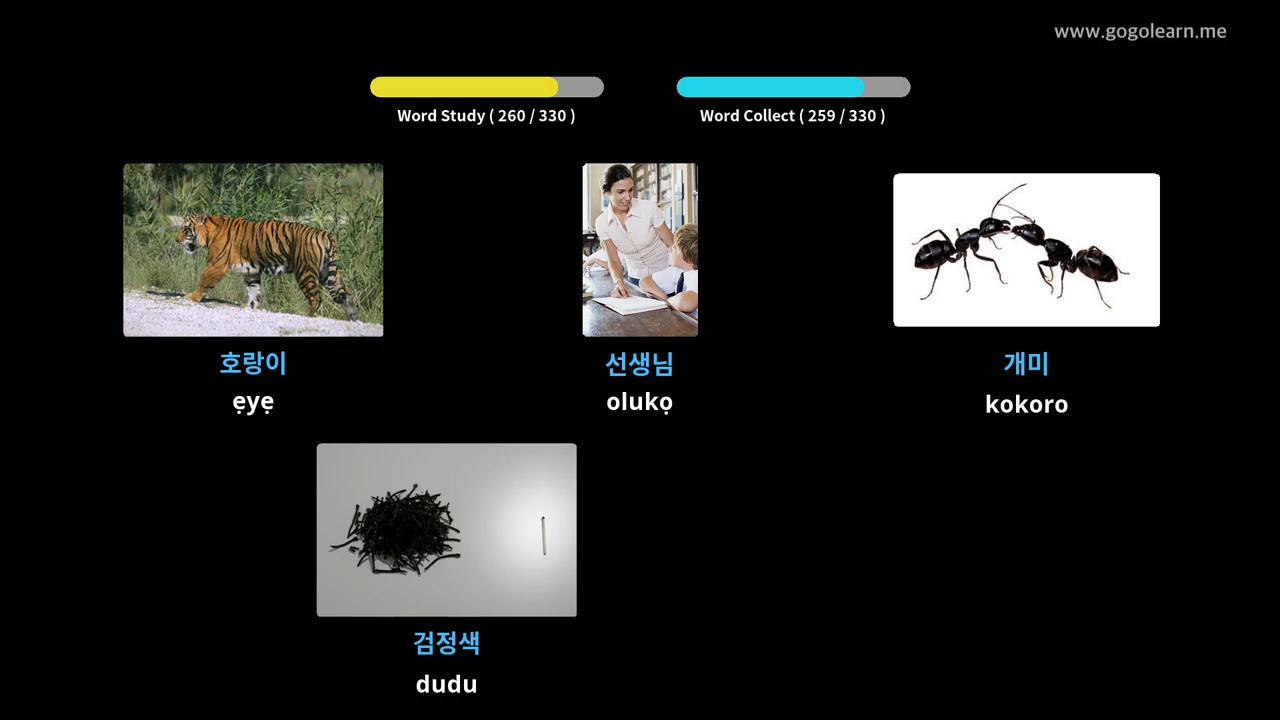 www.gogolearn.me
Word Study ( 260 / 330 )
Word Collect ( 259 / 330 )
호랑이
ẹyẹ
선생님
olukọ
개미
kokoro
검정색
dudu